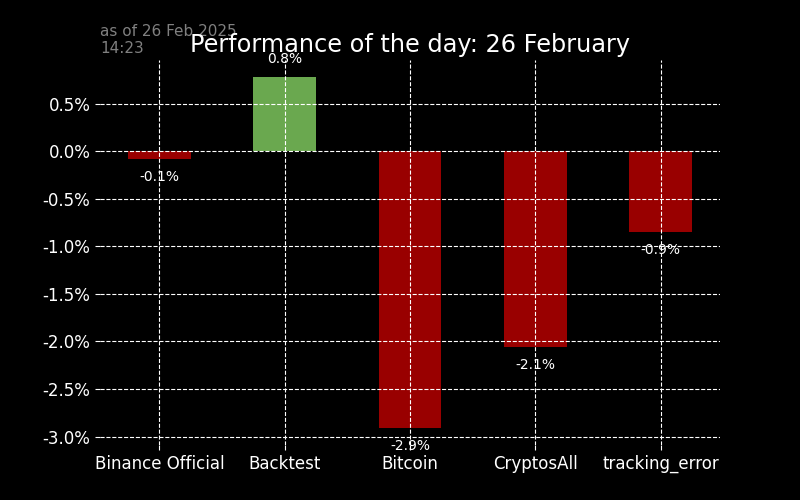 as of 26 Feb 2025
14:23
Performance of the day: 26 February
0.8%
0.5%
0.0%
-0.1%
-0.5%
-1.0%
-0.9%
-1.5%
-2.0%
-2.1%
-2.5%
-3.0%
-2.9%
Binance Official
Backtest
Bitcoin
CryptosAll
tracking_error